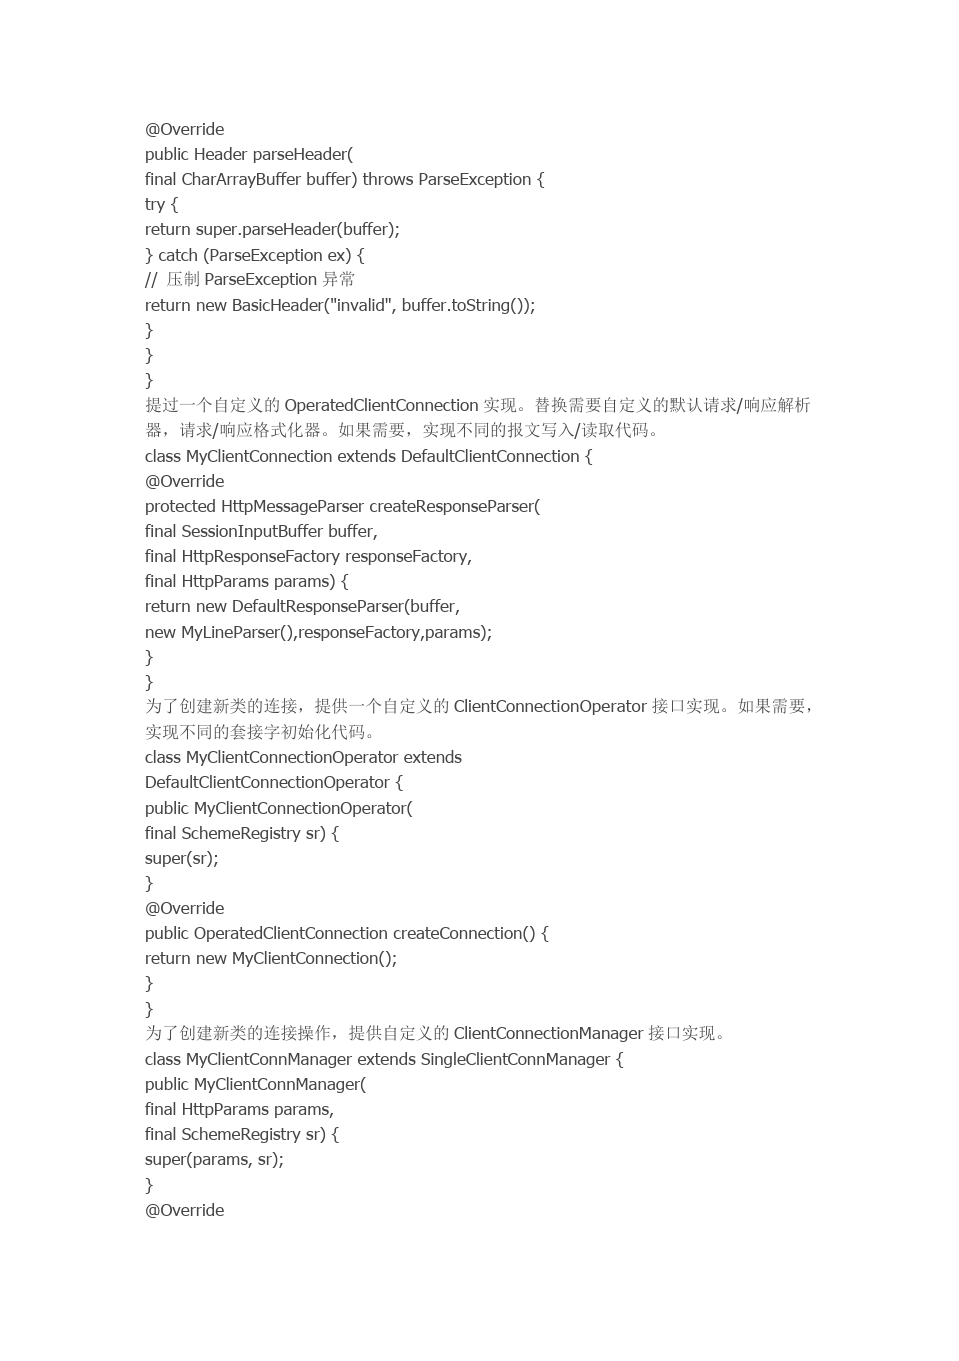 @Override
public Header parseHeader(
final CharArrayBuffer buffer) throws ParseException {
try {
return super.parseHeader(buffer);
} catch (ParseException ex) {
// 压制 ParseException 异常
return new BasicHeader("invalid", buffer.toString());
}
}
}
提过一个自定义的 OperatedClientConnection 实现。替换需要自定义的默认请求/响应解析
器，请求/响应格式化器。如果需要，实现不同的报文写入/读取代码。
class MyClientConnection extends DefaultClientConnection {
@Override
protected HttpMessageParser createResponseParser(
final SessionInputBuffer buffer,
final HttpResponseFactory responseFactory,
final HttpParams params) {
return new DefaultResponseParser(buffer,
new MyLineParser(),responseFactory,params);
}
}
为了创建新类的连接，提供一个自定义的 ClientConnectionOperator 接口实现。如果需要，
实现不同的套接字初始化代码。
class MyClientConnectionOperator extends
DefaultClientConnectionOperator {
public MyClientConnectionOperator(
final SchemeRegistry sr) {
super(sr);
}
@Override
public OperatedClientConnection createConnection() {
return new MyClientConnection();
}
}
为了创建新类的连接操作，提供自定义的 ClientConnectionManager 接口实现。
class MyClientConnManager extends SingleClientConnManager {
public MyClientConnManager(
final HttpParams params,
final SchemeRegistry sr) {
super(params, sr);
}
@Override